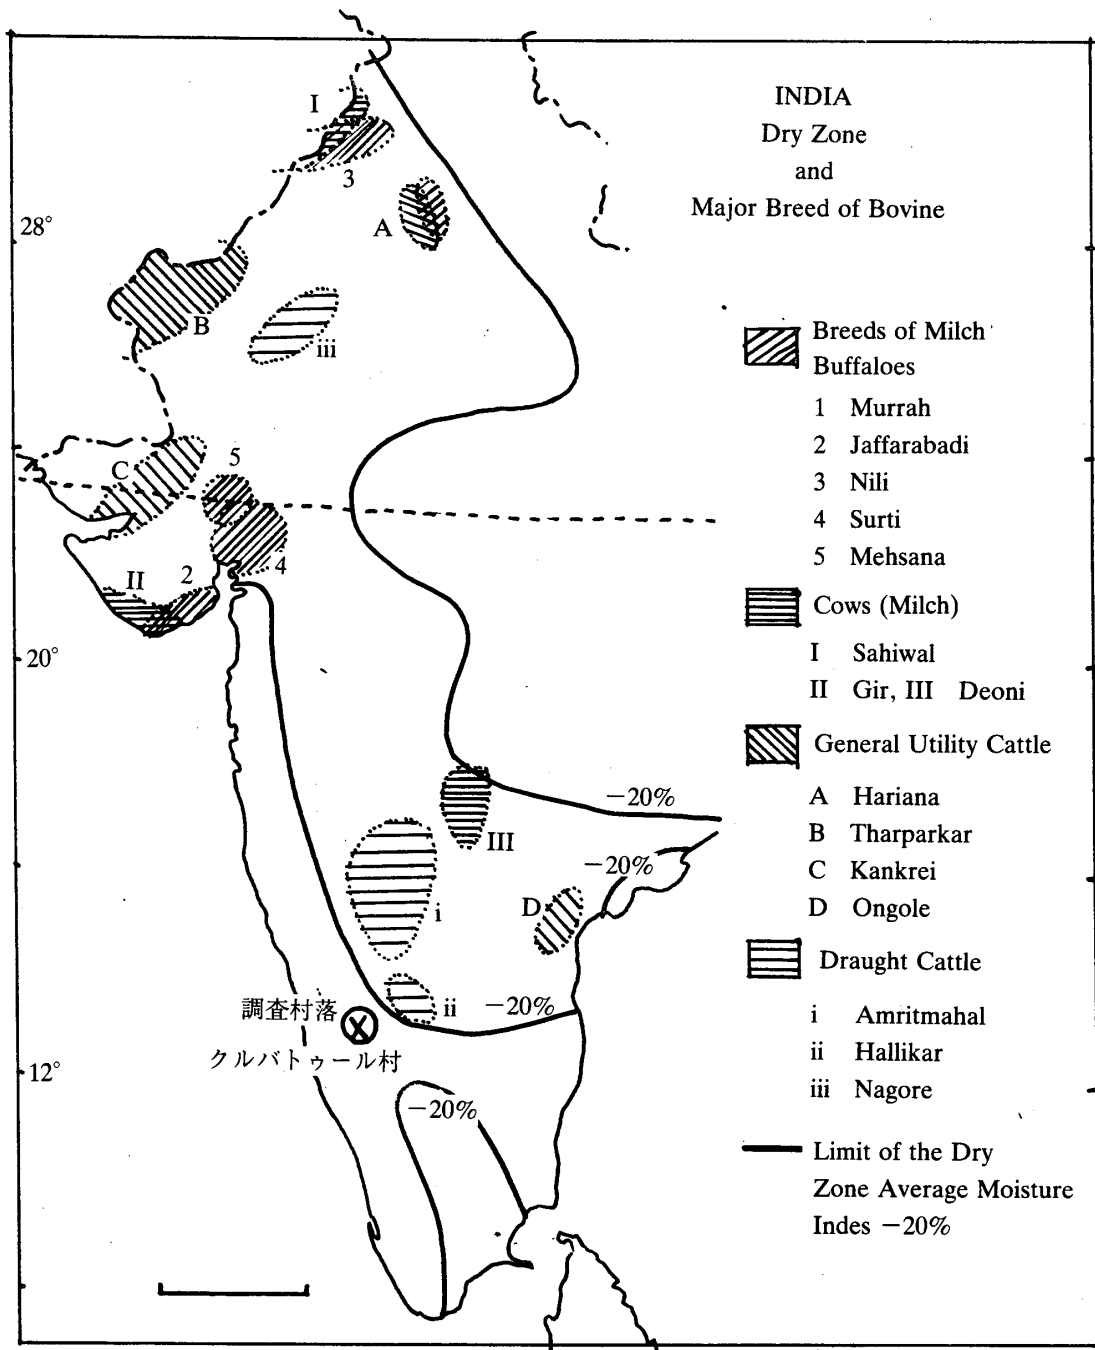 INDIA
Dry Zone
and
Major Breed of Bovine
I
3
A
28°
B
iii
C
5
4
II
2
20°
−20%
III
−20%
i
D
ii
−20%
調査村落
クルバトゥール村
12°
−20%
Breeds of Milch
Buffaloes
1 Murrah
2 Jaffarabadi
3 Nili
4 Surti
5 Mehsana
Cows (Milch)
I Sahiwal
II Gir, III Deoni
General Utility Cattle
A Hariana
B Tharparkar
C Kankrei
D Ongole
Draught Cattle
i Amritmahal
ii Hallikar
iii Nagore
Limit of the Dry
Zone Average Moisture
Indes −20%